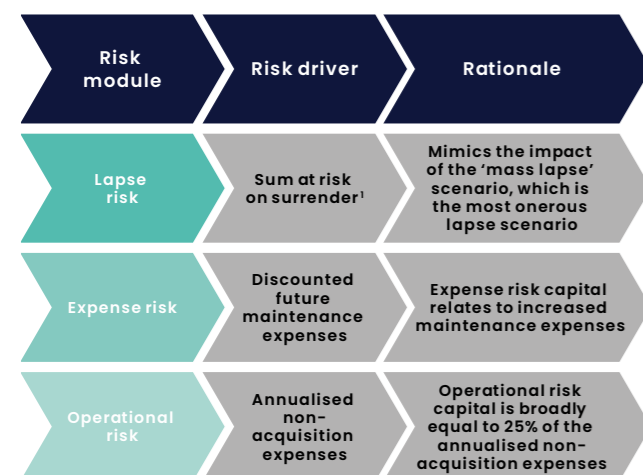 Risk
module
Risk driver
Rationale
Lapse
risk
Sum at risk
on surrender¹
Mimics the impact
of the ‘mass lapse’
scenario, which is
the most onerous
lapse scenario
Expense risk
Discounted
future
maintenance
expenses
Expense risk capital
relates to increased
maintenance expenses
Operational
risk
Annualised
non-
acquisition
expenses
Operational risk
capital is broadly
equal to 25% of the
annualised non-
acquisition expenses